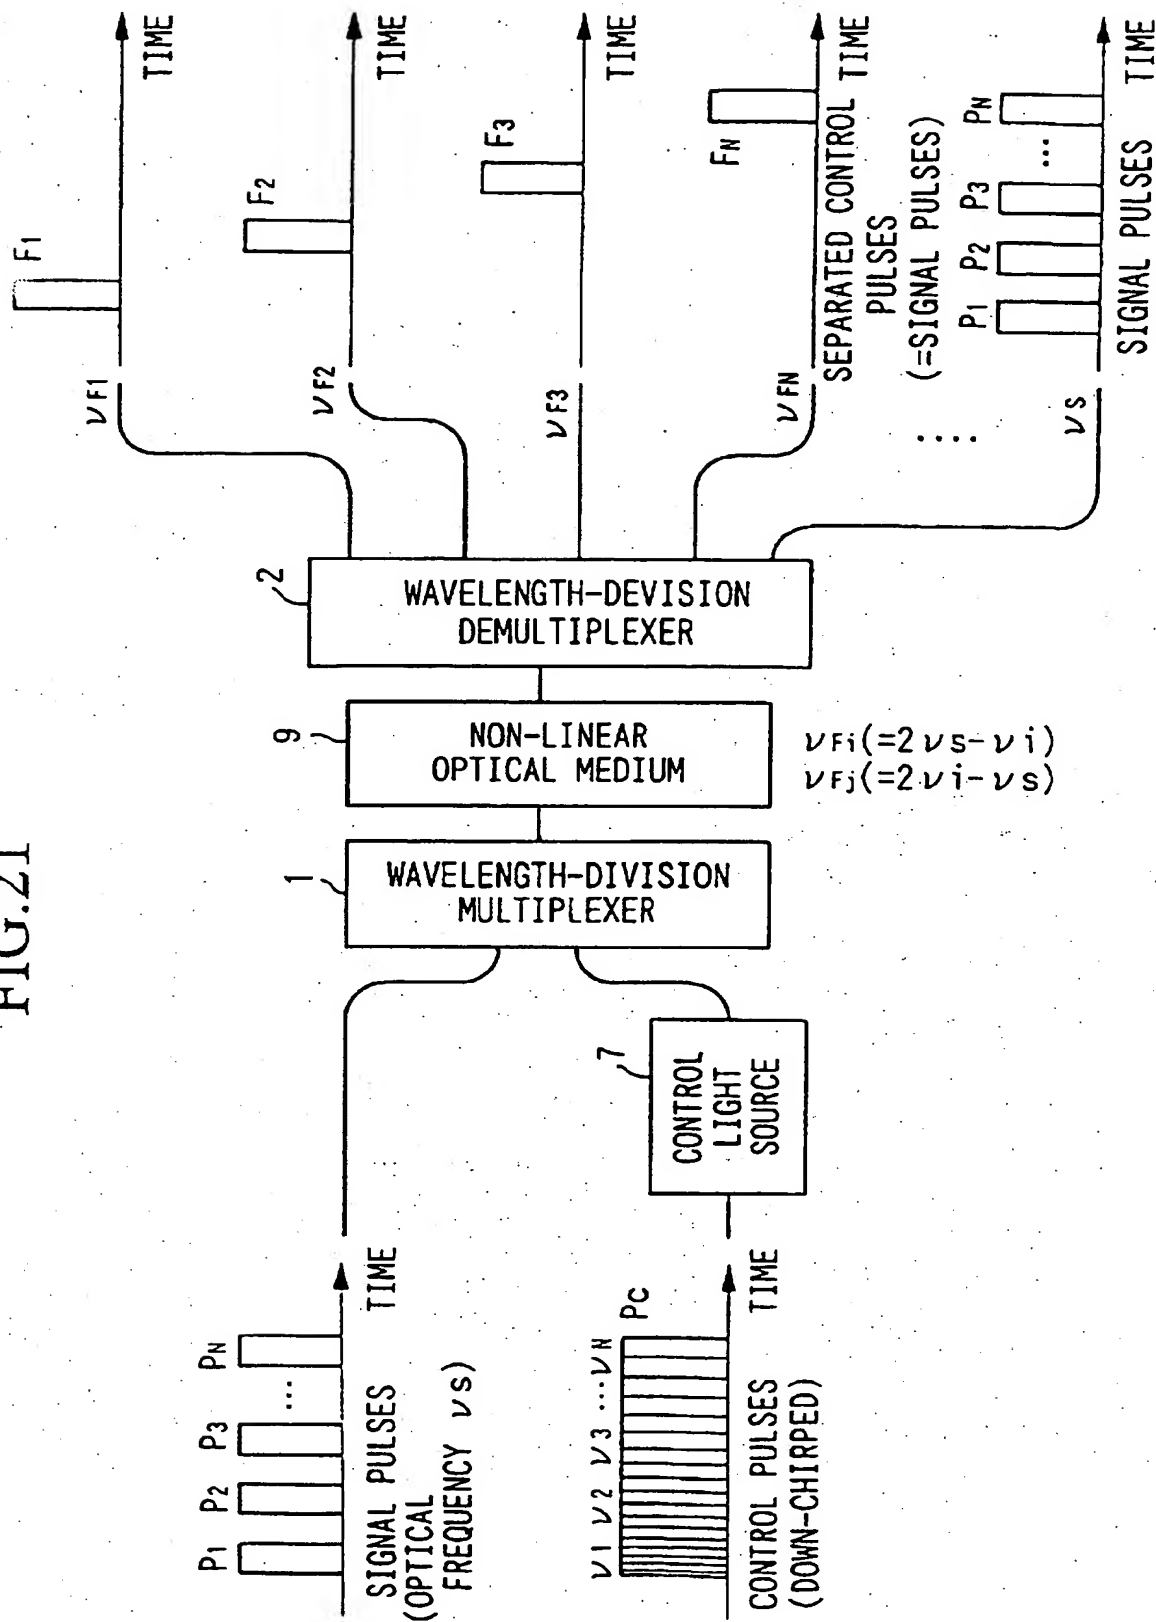 FIG.21
P1 P2 P3 ... PN
TIME
SIGNAL PULSES
(OPTICAL
FREQUENCY νS)
ν1 ν2 ν3 ...νN
PC
TIME
CONTROL PULSES
(DOWN-CHIRPED)
7
CONTROL
LIGHT
SOURCE
1
WAVELENGTH-DIVISION
MULTIPLEXER
9
NON-LINEAR
OPTICAL MEDIUM
νFi(=2νs-νi)
νFj(=2νi-νs)
2
WAVELENGTH-DEVISION
DEMULTIPLEXER
νF1
F1
TIME
νF2
F2
TIME
νF3
F3
TIME
νFN
FN
TIME
SEPARATED CONTROL
PULSES
(=SIGNAL PULSES)
....
νS
P1 P2 P3 ... PN
TIME
SIGNAL PULSES